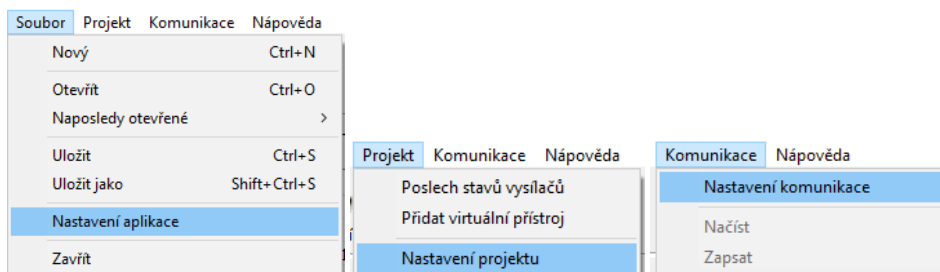 Soubor Projekt Komunikace Nápověda
Nový Ctrl+N
Otevřít Ctrl+O
Naposledy otevřené >
Uložit Ctrl+S
Uložit jako Shift+Ctrl+S
Nastavení aplikace
Zavřít
Projekt Komunikace Nápověda
Poslech stavů vysílačů
Přidat virtuální přístroj
Nastavení projektu
Komunikace Nápověda
Nastavení komunikace
Načíst
Zapsat